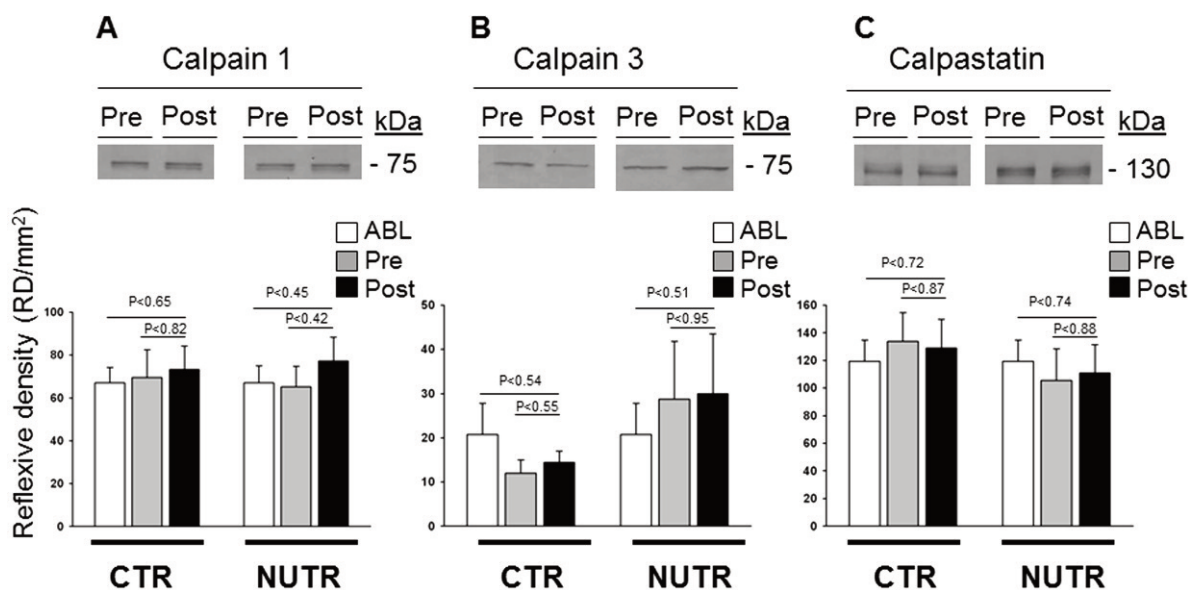 A
Calpain 1
Pre Post Pre Post kDa
- 75
B
Calpain 3
Pre Post Pre Post kDa
- 75
C
Calpastatin
Pre Post Pre Post kDa
- 130
Reflexive density (RD/mm²)
ABL
Pre
Post
P<0.65
P<0.82
P<0.45
P<0.42
100
80
60
40
20
0
CTR NUTR
ABL
Pre
Post
P<0.54
P<0.55
P<0.51
P<0.95
50
40
30
20
10
0
CTR NUTR
ABL
Pre
Post
P<0.72
P<0.87
P<0.74
P<0.88
160
140
120
100
80
60
40
20
0
CTR NUTR